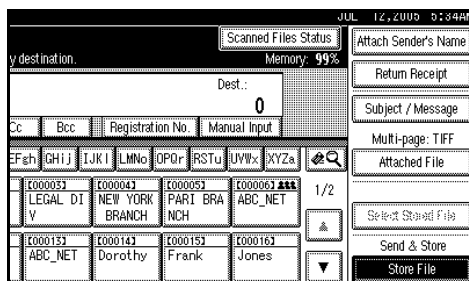 JUL 12,2005 5:34AM
Scanned Files Status
Attach Sender's Name
y destination.
Memory: 99%
Return Receipt
Dest.:
0
Subject / Message
Cc
Bcc
Registration No.
Manual Input
Multi-page: TIFF
Attached File
EFgh
GHij
IJKl
LMNo
OPQr
RSTu
UVWx
XYZa
[00003]
LEGAL DI
V
[00004]
NEW YORK
BRANCH
[00005]
PARI BRA
NCH
[00006]
ABC_NET
1/2
Select Stored File
[00013]
ABC_NET
[00014]
Dorothy
[00015]
Frank
[00016]
Jones
Send & Store
Store File